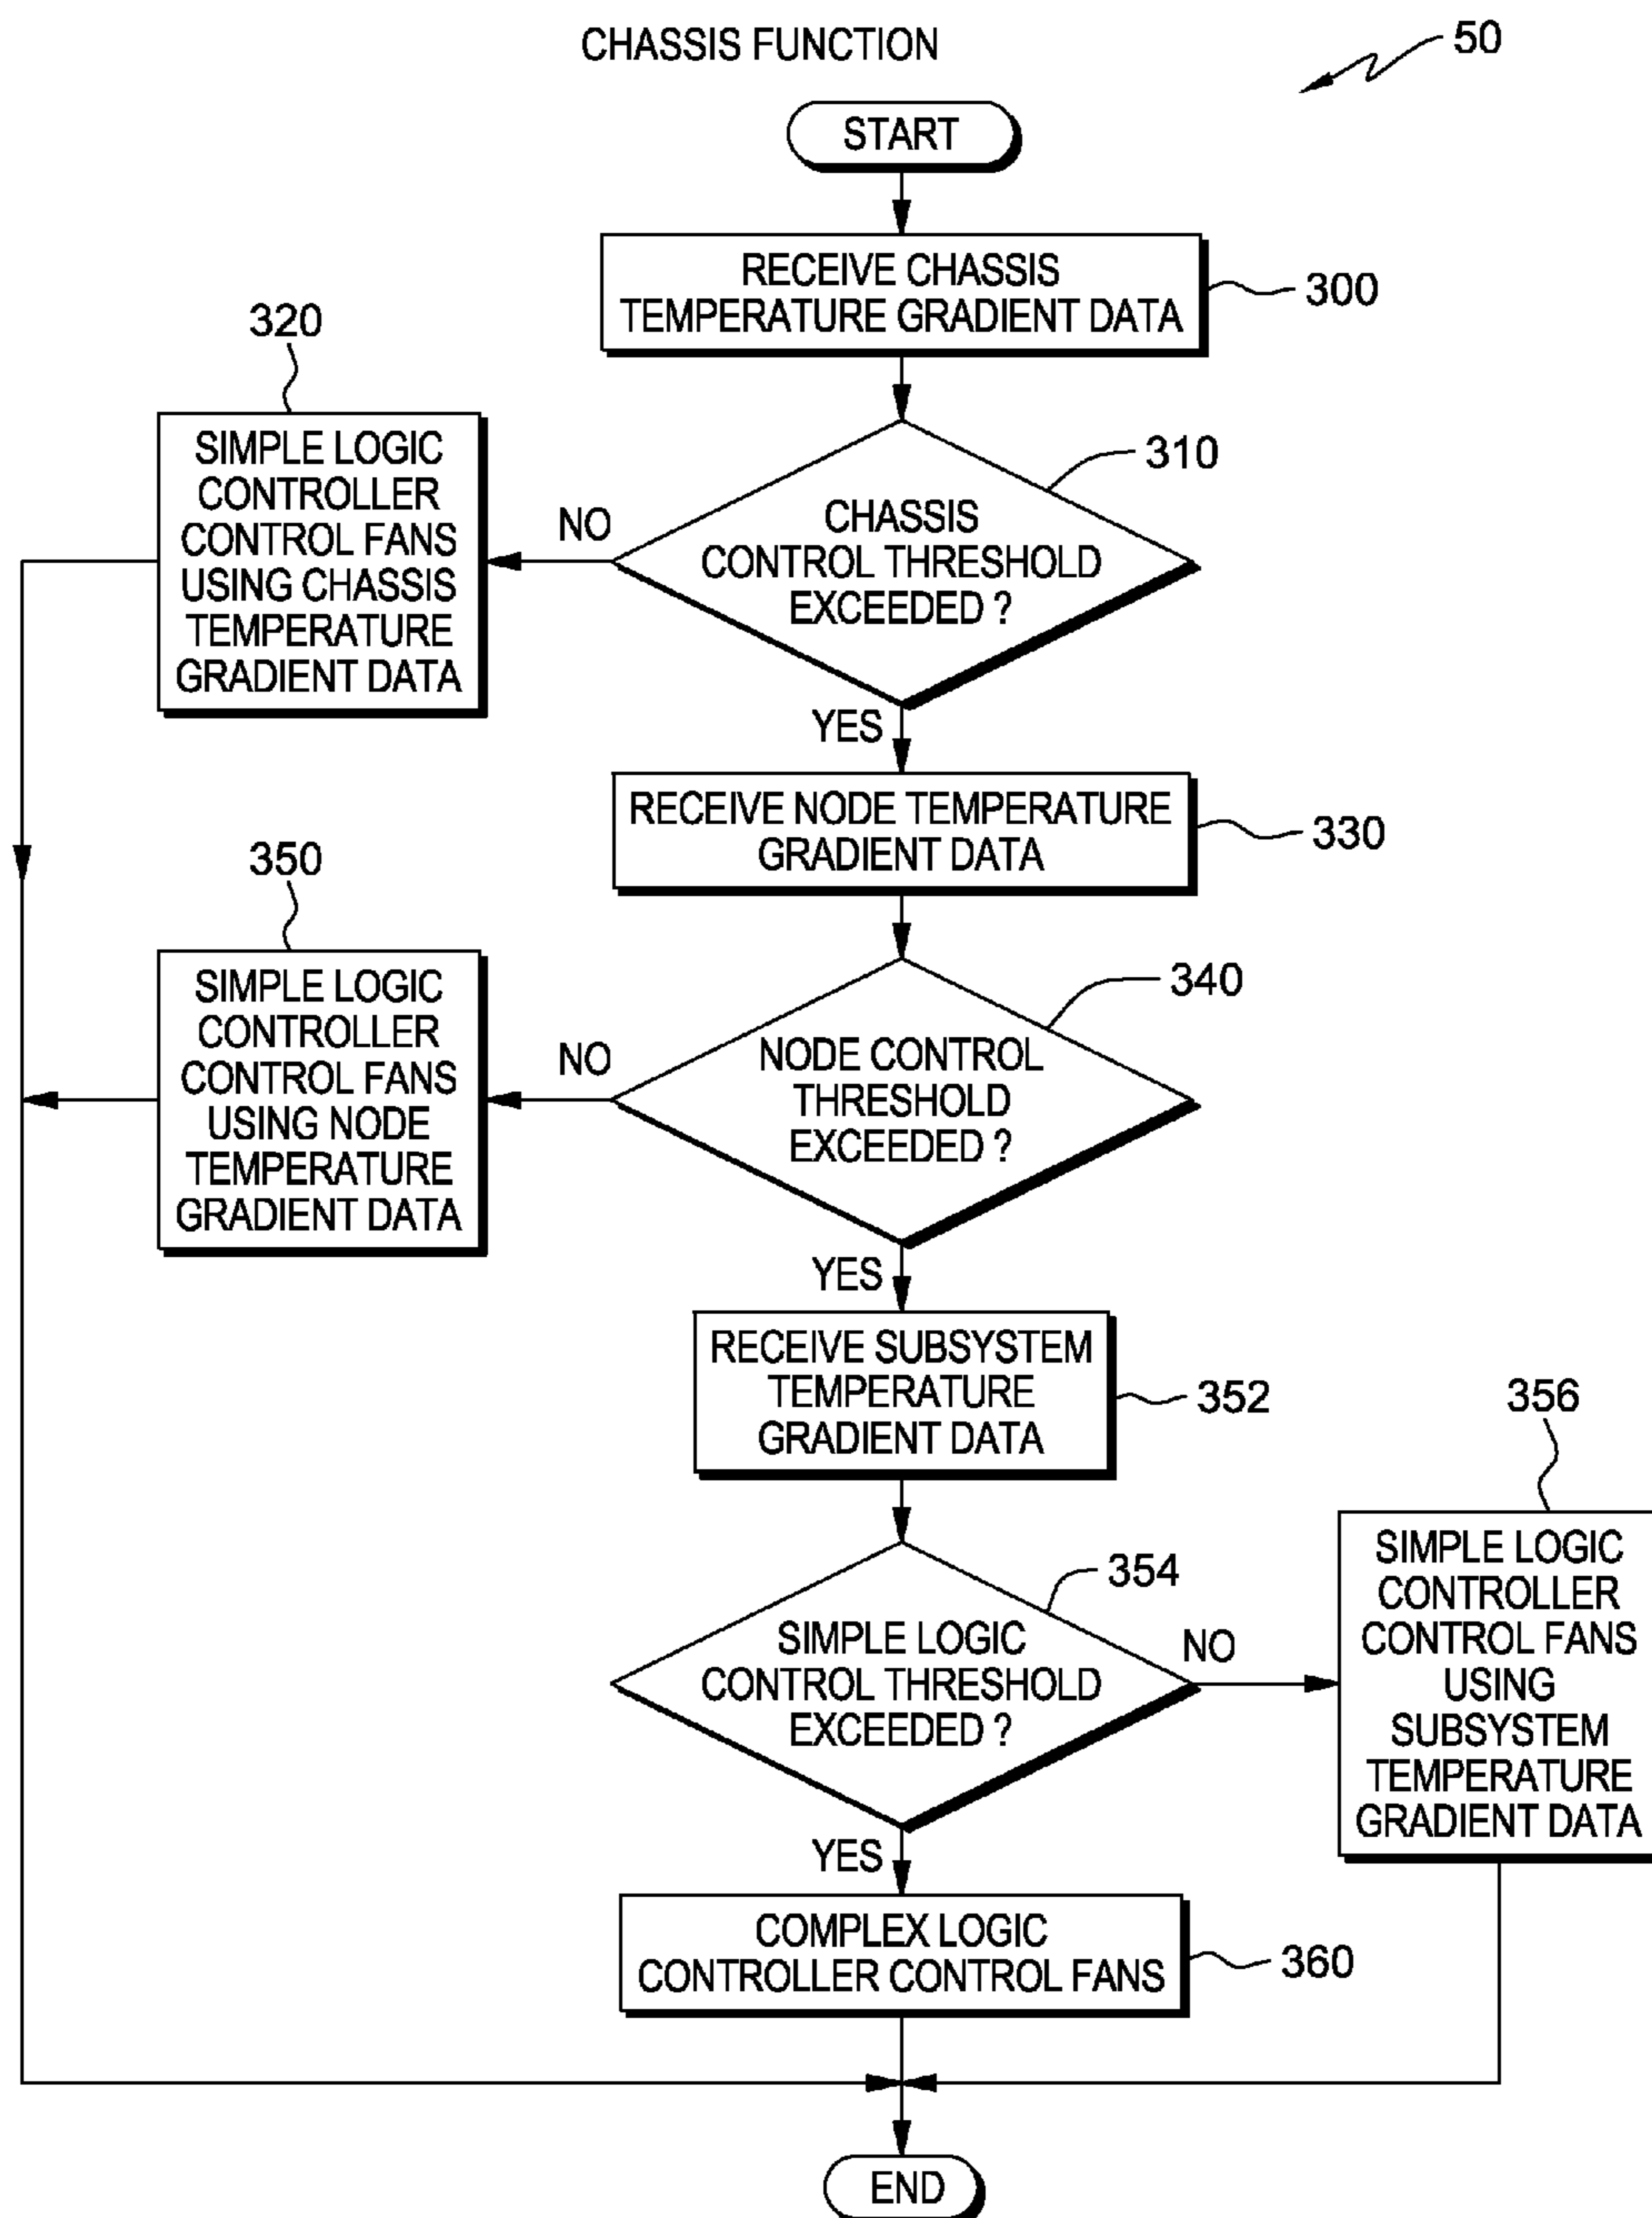 CHASSIS FUNCTION
50
START
RECEIVE CHASSIS
TEMPERATURE GRADIENT DATA
300
320
SIMPLE LOGIC
CONTROLLER
CONTROL FANS
USING CHASSIS
TEMPERATURE
GRADIENT DATA
NO
310
CHASSIS
CONTROL THRESHOLD
EXCEEDED ?
YES
RECEIVE NODE TEMPERATURE
GRADIENT DATA
330
350
SIMPLE LOGIC
CONTROLLER
CONTROL FANS
USING NODE
TEMPERATURE
GRADIENT DATA
NO
340
NODE CONTROL
THRESHOLD
EXCEEDED ?
YES
RECEIVE SUBSYSTEM
TEMPERATURE
GRADIENT DATA
352
354
SIMPLE LOGIC
CONTROL THRESHOLD
EXCEEDED ?
NO
356
SIMPLE LOGIC
CONTROLLER
CONTROL FANS
USING
SUBSYSTEM
TEMPERATURE
GRADIENT DATA
YES
COMPLEX LOGIC
CONTROLLER CONTROL FANS
360
END